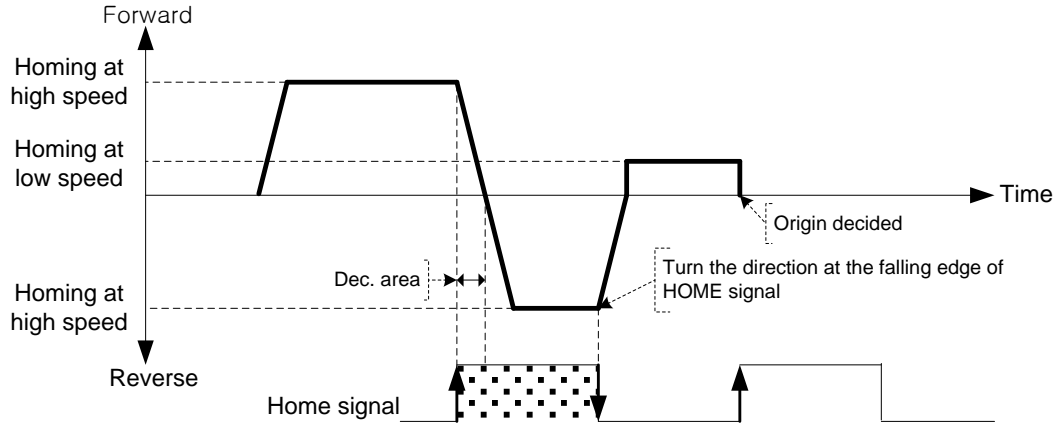 Forward
Homing at
high speed
Homing at
low speed
Time
Origin decided
Dec. area
Turn the direction at the falling edge of
HOME signal
Homing at
high speed
Reverse
Home signal